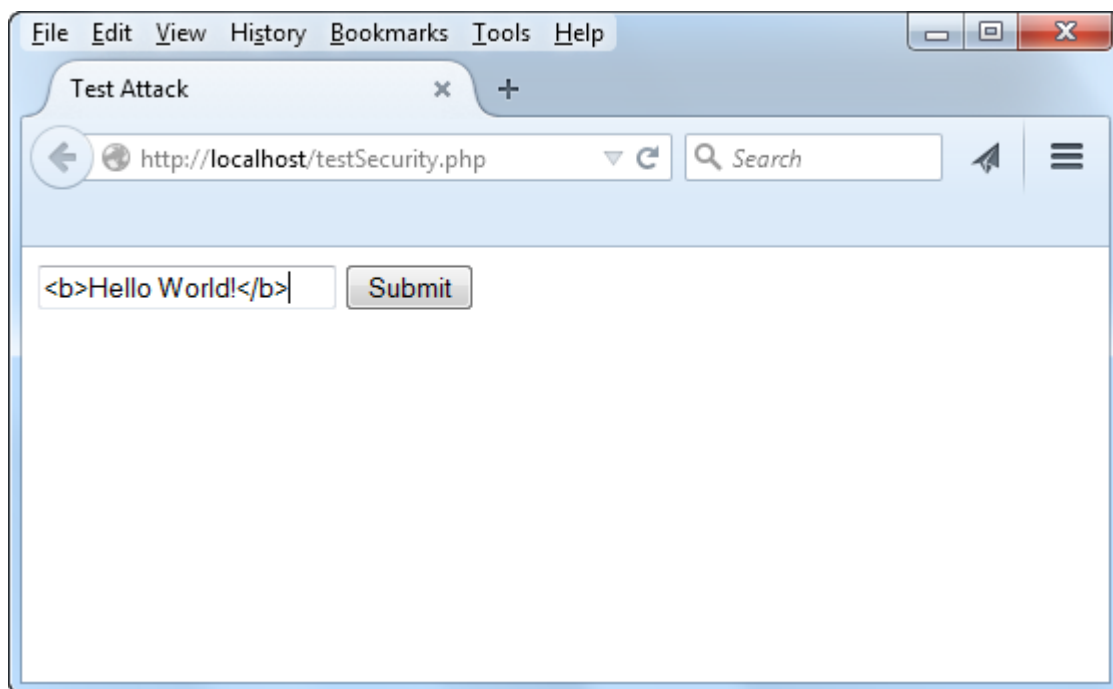 File Edit View History Bookmarks Tools Help
Test Attack
http://localhost/testSecurity.php Search
<b>Hello World!</b> Submit